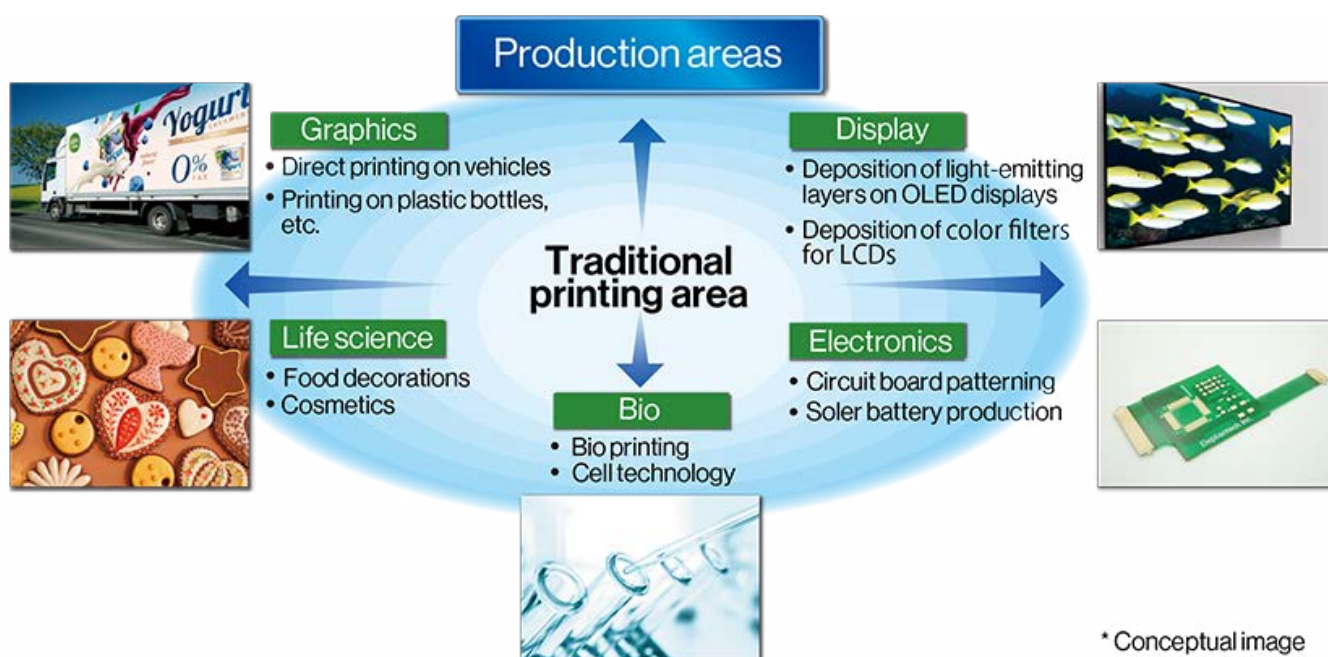 Production areas
Graphics
• Direct printing on vehicles
• Printing on plastic bottles,
etc.
Display
• Deposition of light-emitting
layers on OLED displays
• Deposition of color filters
for LCDs
Traditional
printing area
Life science
• Food decorations
• Cosmetics
Electronics
• Circuit board patterning
• Soler battery production
Bio
• Bio printing
• Cell technology
Yogurt
0%
* Conceptual image